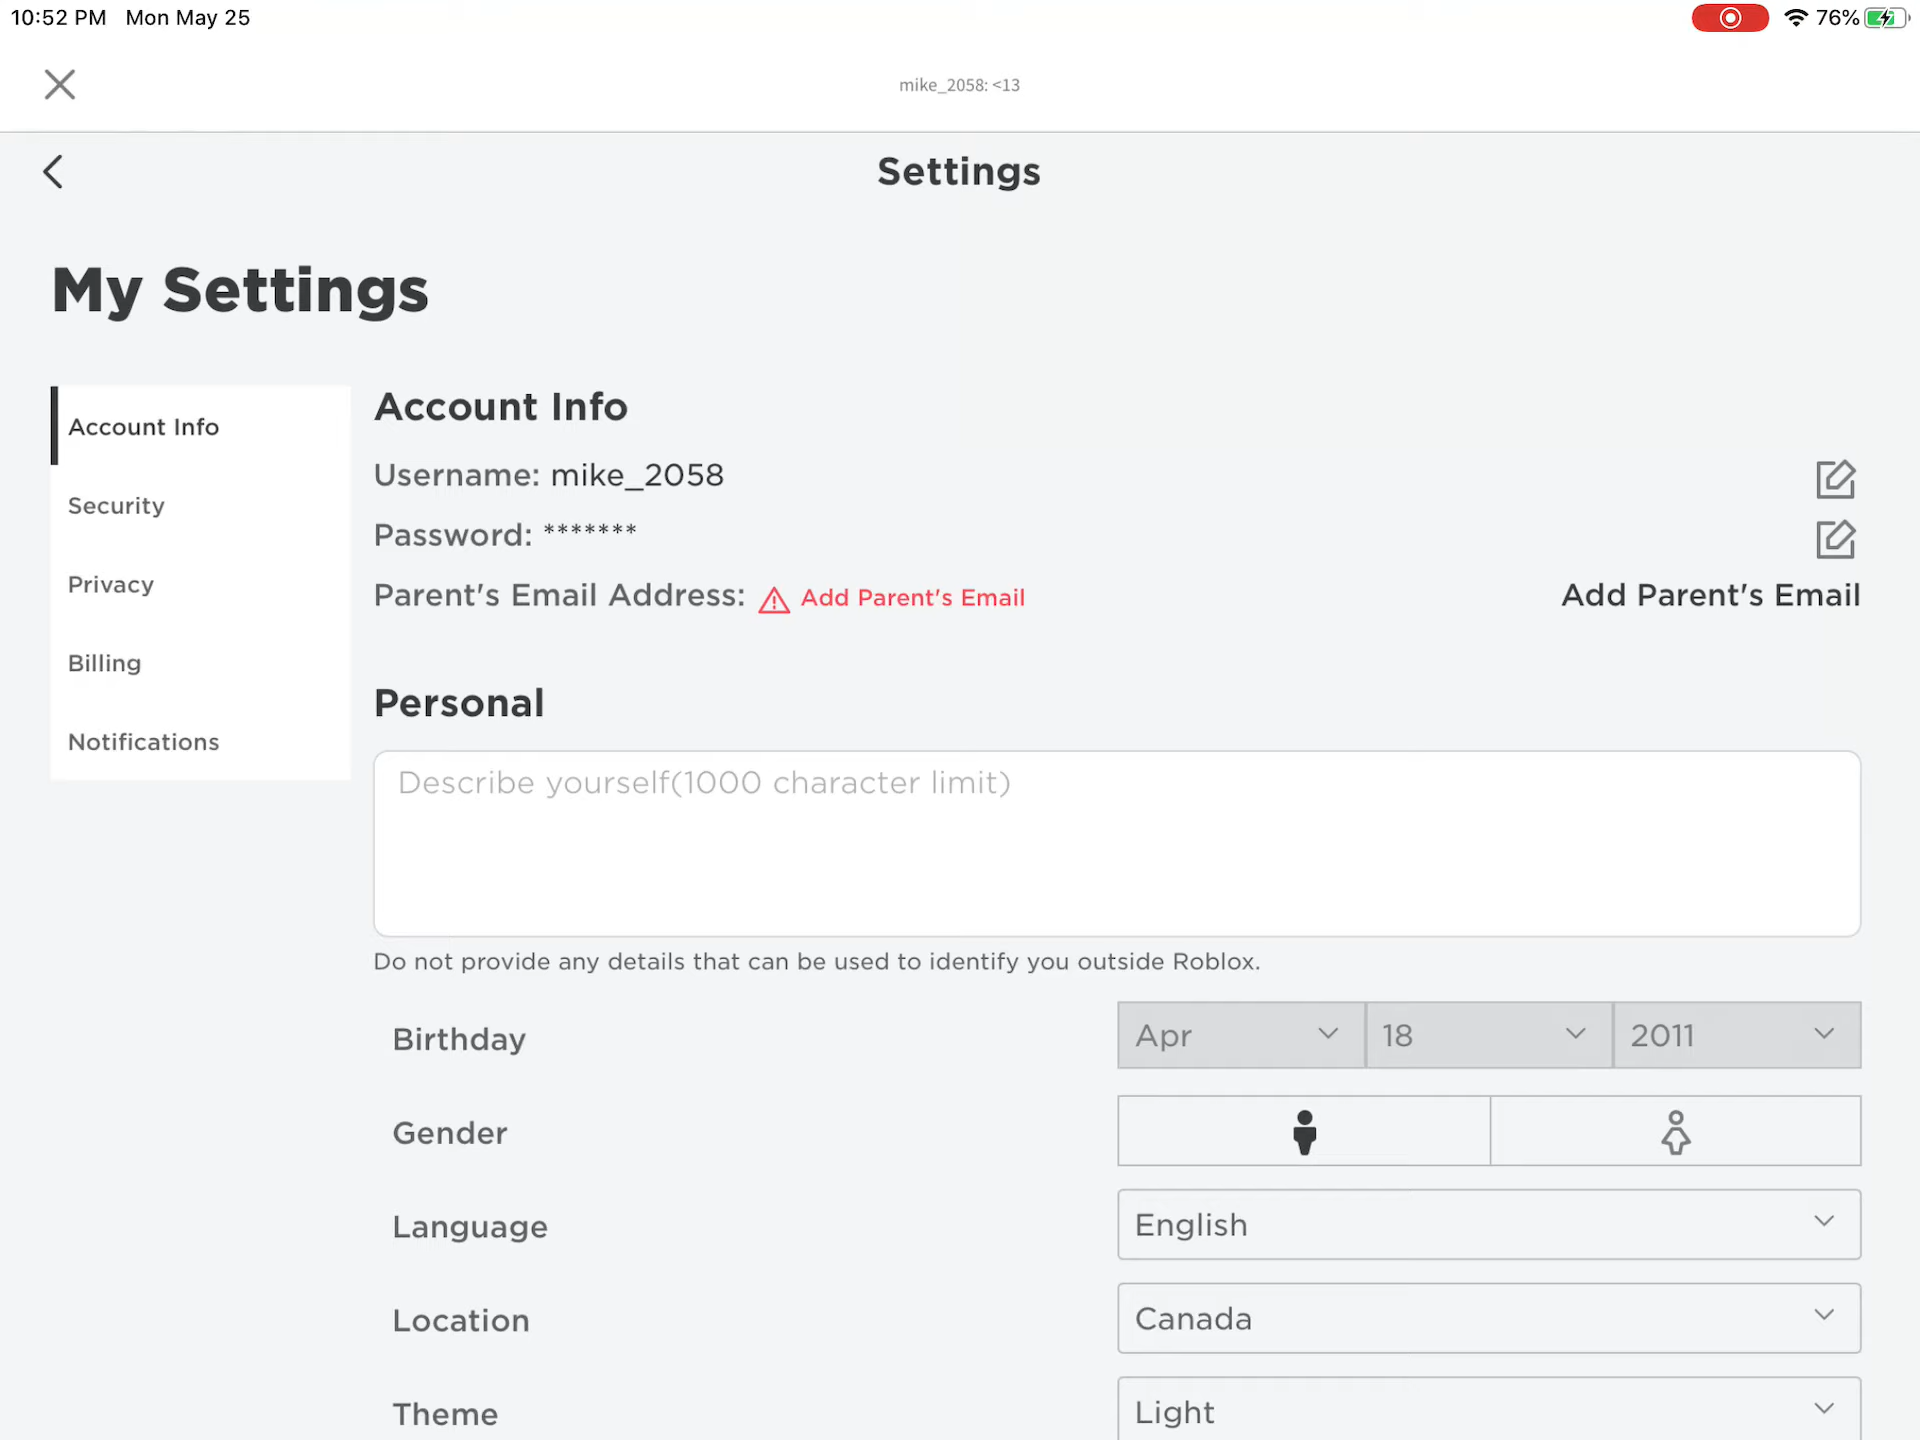 10:52 PM Mon May 25
76%
mike_2058: <13
Settings
My Settings
Account Info
Security
Privacy
Billing
Notifications
Account Info
Username: mike_2058
Password: *******
Parent's Email Address: Add Parent's Email
Add Parent's Email
Personal
Describe yourself(1000 character limit)
Do not provide any details that can be used to identify you outside Roblox.
Birthday
Apr 18 2011
Gender
Language
English
Location
Canada
Theme
Light